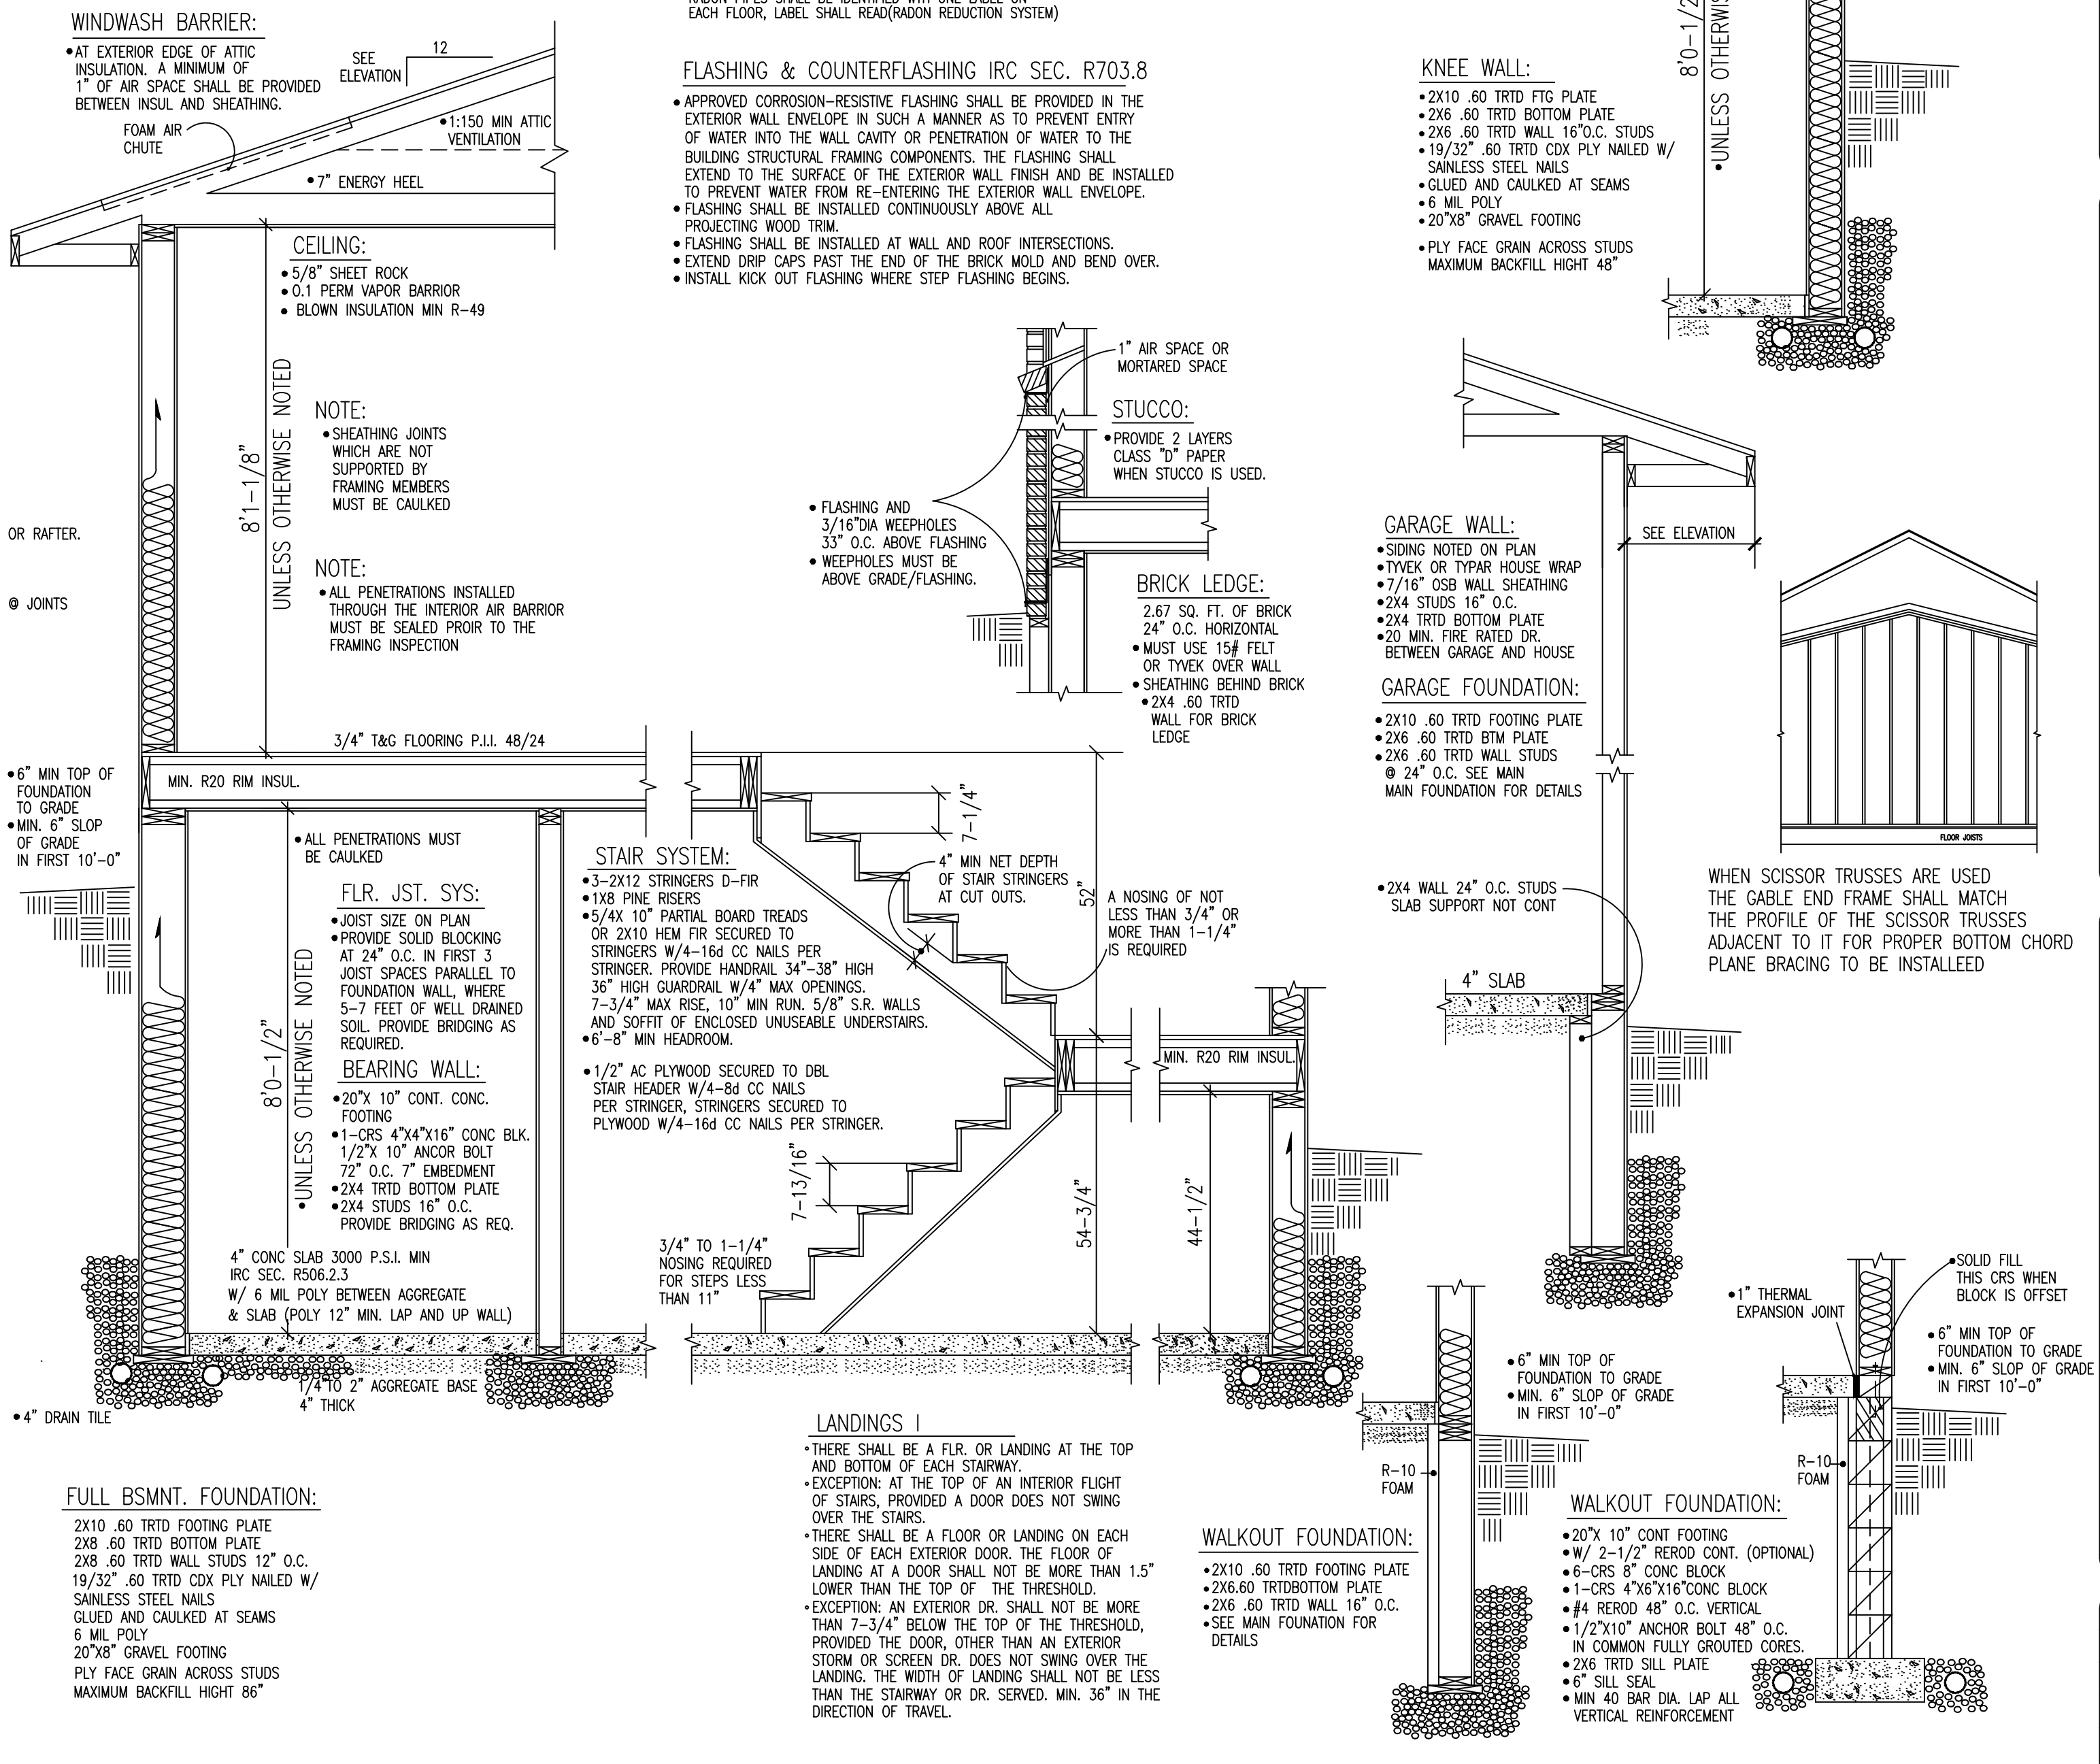 RADON PIPES SHALL BE IDENTIFIED WITH ONE LABEL ON
EACH FLOOR, LABEL SHALL READ(RADON REDUCTION SYSTEM)
WINDWASH BARRIER:
•AT EXTERIOR EDGE OF ATTIC
INSULATION. A MINIMUM OF
1" OF AIR SPACE SHALL BE PROVIDED
BETWEEN INSUL AND SHEATHING.
FOAM AIR
CHUTE
SEE
ELEVATION
12
•1:150 MIN ATTIC
VENTILATION
•7" ENERGY HEEL
CEILING:
•5/8" SHEET ROCK
•0.1 PERM VAPOR BARRIOR
• BLOWN INSULATION MIN R-49
8'1-1/8"
UNLESS OTHERWISE NOTED
NOTE:
•SHEATHING JOINTS
WHICH ARE NOT
SUPPORTED BY
FRAMING MEMBERS
MUST BE CAULKED
NOTE:
•ALL PENETRATIONS INSTALLED
THROUGH THE INTERIOR AIR BARRIOR
MUST BE SEALED PROIR TO THE
FRAMING INSPECTION
OR RAFTER.
@ JOINTS
•6" MIN TOP OF
FOUNDATION
TO GRADE
•MIN. 6" SLOP
OF GRADE
IN FIRST 10'-0"
3/4" T&G FLOORING P.I.I. 48/24
MIN. R20 RIM INSUL.
•ALL PENETRATIONS MUST
BE CAULKED
FLR. JST. SYS:
•JOIST SIZE ON PLAN
•PROVIDE SOLID BLOCKING
AT 24" O.C. IN FIRST 3
JOIST SPACES PARALLEL TO
FOUNDATION WALL, WHERE
5-7 FEET OF WELL DRAINED
SOIL. PROVIDE BRIDGING AS
REQUIRED.
8'0-1/2"
•UNLESS OTHERWISE NOTED
BEARING WALL:
•20"X 10" CONT. CONC.
FOOTING
•1-CRS 4"X4"X16" CONC BLK.
1/2"X 10" ANCOR BOLT
72" O.C. 7" EMBEDMENT
•2X4 TRTD BOTTOM PLATE
•2X4 STUDS 16" O.C.
PROVIDE BRIDGING AS REQ.
4" CONC SLAB 3000 P.S.I. MIN
IRC SEC. R506.2.3
W/ 6 MIL POLY BETWEEN AGGREGATE
& SLAB (POLY 12" MIN. LAP AND UP WALL)
1/4"TO 2" AGGREGATE BASE
4" THICK
•4" DRAIN TILE
FULL BSMNT. FOUNDATION:
2X10 .60 TRTD FOOTING PLATE
2X8 .60 TRTD BOTTOM PLATE
2X8 .60 TRTD WALL STUDS 12" O.C.
19/32" .60 TRTD CDX PLY NAILED W/
SAINLESS STEEL NAILS
GLUED AND CAULKED AT SEAMS
6 MIL POLY
20"X8" GRAVEL FOOTING
PLY FACE GRAIN ACROSS STUDS
MAXIMUM BACKFILL HIGHT 86"
FLASHING & COUNTERFLASHING IRC SEC. R703.8
• APPROVED CORROSION-RESISTIVE FLASHING SHALL BE PROVIDED IN THE
EXTERIOR WALL ENVELOPE IN SUCH A MANNER AS TO PREVENT ENTRY
OF WATER INTO THE WALL CAVITY OR PENETRATION OF WATER TO THE
BUILDING STRUCTURAL FRAMING COMPONENTS. THE FLASHING SHALL
EXTEND TO THE SURFACE OF THE EXTERIOR WALL FINISH AND BE INSTALLED
TO PREVENT WATER FROM RE-ENTERING THE EXTERIOR WALL ENVELOPE.
• FLASHING SHALL BE INSTALLED CONTINUOUSLY ABOVE ALL
PROJECTING WOOD TRIM.
• FLASHING SHALL BE INSTALLED AT WALL AND ROOF INTERSECTIONS.
• EXTEND DRIP CAPS PAST THE END OF THE BRICK MOLD AND BEND OVER.
• INSTALL KICK OUT FLASHING WHERE STEP FLASHING BEGINS.
1" AIR SPACE OR
MORTARED SPACE
STUCCO:
•PROVIDE 2 LAYERS
CLASS "D" PAPER
WHEN STUCCO IS USED.
• FLASHING AND
3/16"DIA WEEPHOLES
33" O.C. ABOVE FLASHING
• WEEPHOLES MUST BE
ABOVE GRADE/FLASHING.
BRICK LEDGE:
2.67 SQ. FT. OF BRICK
24" O.C. HORIZONTAL
•MUST USE 15# FELT
OR TYVEK OVER WALL
•SHEATHING BEHIND BRICK
•2X4 .60 TRTD
WALL FOR BRICK
LEDGE
STAIR SYSTEM:
•3-2X12 STRINGERS D-FIR
•1X8 PINE RISERS
•5/4X 10" PARTIAL BOARD TREADS
OR 2X10 HEM FIR SECURED TO
STRINGERS W/4-16d CC NAILS PER
STRINGER. PROVIDE HANDRAIL 34"-38" HIGH
36" HIGH GUARDRAIL W/4" MAX OPENINGS.
7-3/4" MAX RISE, 10" MIN RUN. 5/8" S.R. WALLS
AND SOFFIT OF ENCLOSED UNUSEABLE UNDERSTAIRS.
•6'-8" MIN HEADROOM.
•1/2" AC PLYWOOD SECURED TO DBL
STAIR HEADER W/4-8d CC NAILS
PER STRINGER, STRINGERS SECURED TO
PLYWOOD W/4-16d CC NAILS PER STRINGER.
7-1/4"
4" MIN NET DEPTH
OF STAIR STRINGERS
AT CUT OUTS.
52"
A NOSING OF NOT
LESS THAN 3/4" OR
MORE THAN 1-1/4"
IS REQUIRED
MIN. R20 RIM INSUL.
7-13/16"
54-3/4"
44-1/2"
3/4" TO 1-1/4"
NOSING REQUIRED
FOR STEPS LESS
THAN 11"
LANDINGS I
•THERE SHALL BE A FLR. OR LANDING AT THE TOP
AND BOTTOM OF EACH STAIRWAY.
•EXCEPTION: AT THE TOP OF AN INTERIOR FLIGHT
OF STAIRS, PROVIDED A DOOR DOES NOT SWING
OVER THE STAIRS.
•THERE SHALL BE A FLOOR OR LANDING ON EACH
SIDE OF EACH EXTERIOR DOOR. THE FLOOR OF
LANDING AT A DOOR SHALL NOT BE MORE THAN 1.5"
LOWER THAN THE TOP OF THE THRESHOLD.
•EXCEPTION: AN EXTERIOR DR. SHALL NOT BE MORE
THAN 7-3/4" BELOW THE TOP OF THE THRESHOLD,
PROVIDED THE DOOR, OTHER THAN AN EXTERIOR
STORM OR SCREEN DR. DOES NOT SWING OVER THE
LANDING. THE WIDTH OF LANDING SHALL NOT BE LESS
THAN THE STAIRWAY OR DR. SERVED. MIN. 36" IN THE
DIRECTION OF TRAVEL.
KNEE WALL:
•2X10 .60 TRTD FTG PLATE
•2X6 .60 TRTD BOTTOM PLATE
•2X6 .60 TRTD WALL 16"O.C. STUDS
•19/32" .60 TRTD CDX PLY NAILED W/
SAINLESS STEEL NAILS
•GLUED AND CAULKED AT SEAMS
•6 MIL POLY
•20"X8" GRAVEL FOOTING
•PLY FACE GRAIN ACROSS STUDS
MAXIMUM BACKFILL HIGHT 48"
8'0-1/2
•UNLESS OTHERWIS
GARAGE WALL:
•SIDING NOTED ON PLAN
•TYVEK OR TYPAR HOUSE WRAP
•7/16" OSB WALL SHEATHING
•2X4 STUDS 16" O.C.
•2X4 TRTD BOTTOM PLATE
•20 MIN. FIRE RATED DR.
BETWEEN GARAGE AND HOUSE
SEE ELEVATION
GARAGE FOUNDATION:
•2X10 .60 TRTD FOOTING PLATE
•2X6 .60 TRTD BTM PLATE
•2X6 .60 TRTD WALL STUDS
@ 24" O.C. SEE MAIN
MAIN FOUNDATION FOR DETAILS
•2X4 WALL 24" O.C. STUDS
SLAB SUPPORT NOT CONT
4" SLAB
FLOOR JOISTS
WHEN SCISSOR TRUSSES ARE USED
THE GABLE END FRAME SHALL MATCH
THE PROFILE OF THE SCISSOR TRUSSES
ADJACENT TO IT FOR PROPER BOTTOM CHORD
PLANE BRACING TO BE INSTALLEED
•6" MIN TOP OF
FOUNDATION TO GRADE
•MIN. 6" SLOP OF GRADE
IN FIRST 10'-0"
R-10
FOAM
WALKOUT FOUNDATION:
•2X10 .60 TRTD FOOTING PLATE
•2X6.60 TRTDBOTTOM PLATE
•2X6 .60 TRTD WALL 16" O.C.
•SEE MAIN FOUNATION FOR
DETAILS
•SOLID FILL
THIS CRS WHEN
BLOCK IS OFFSET
•1" THERMAL
EXPANSION JOINT
•6" MIN TOP OF
FOUNDATION TO GRADE
•MIN. 6" SLOP OF GRADE
IN FIRST 10'-0"
R-10
FOAM
WALKOUT FOUNDATION:
•20"X 10" CONT FOOTING
•W/ 2-1/2" REROD CONT. (OPTIONAL)
•6-CRS 8" CONC BLOCK
•1-CRS 4"X6"X16"CONC BLOCK
•#4 REROD 48" O.C. VERTICAL
•1/2"X10" ANCHOR BOLT 48" O.C.
IN COMMON FULLY GROUTED CORES.
•2X6 TRTD SILL PLATE
•6" SILL SEAL
•MIN 40 BAR DIA. LAP ALL
VERTICAL REINFORCEMENT